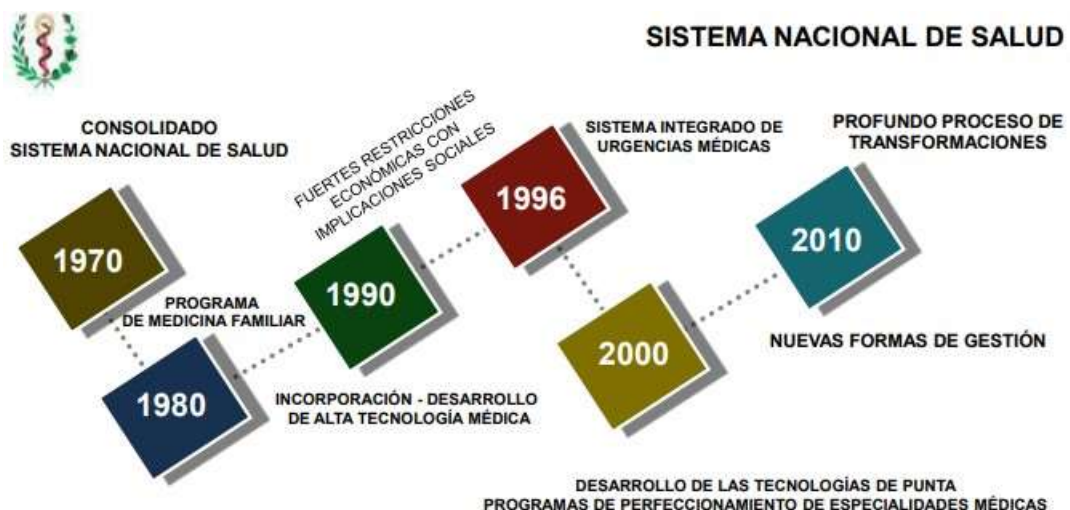 SISTEMA NACIONAL DE SALUD
CONSOLIDADO
SISTEMA NACIONAL DE SALUD
1970
PROGRAMA
DE MEDICINA FAMILIAR
1980
FUERTES RESTRICCIONES
ECONÓMICAS CON
IMPLICACIONES SOCIALES
1990
INCORPORACIÓN - DESARROLLO
DE ALTA TECNOLOGÍA MÉDICA
1996
SISTEMA INTEGRADO DE
URGENCIAS MÉDICAS
2000
DESARROLLO DE LAS TECNOLOGÍAS DE PUNTA
PROGRAMAS DE PERFECCIONAMIENTO DE ESPECIALIDADES MÉDICAS
PROFUNDO PROCESO DE
TRANSFORMACIONES
2010
NUEVAS FORMAS DE GESTIÓN